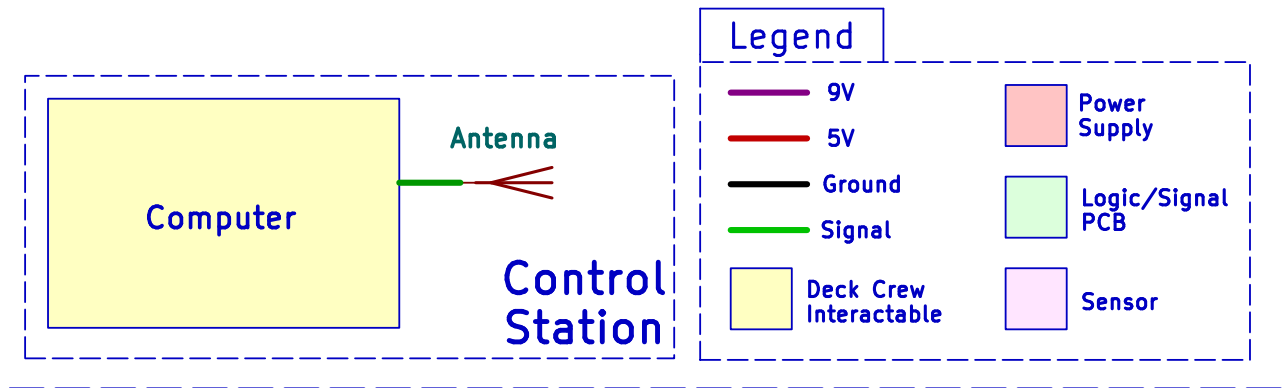 Legend
Computer
Antenna
Control
Station
9V
5V
Ground
Signal
Deck Crew
Interactable
Power
Supply
Logic/Signal
PCB
Sensor